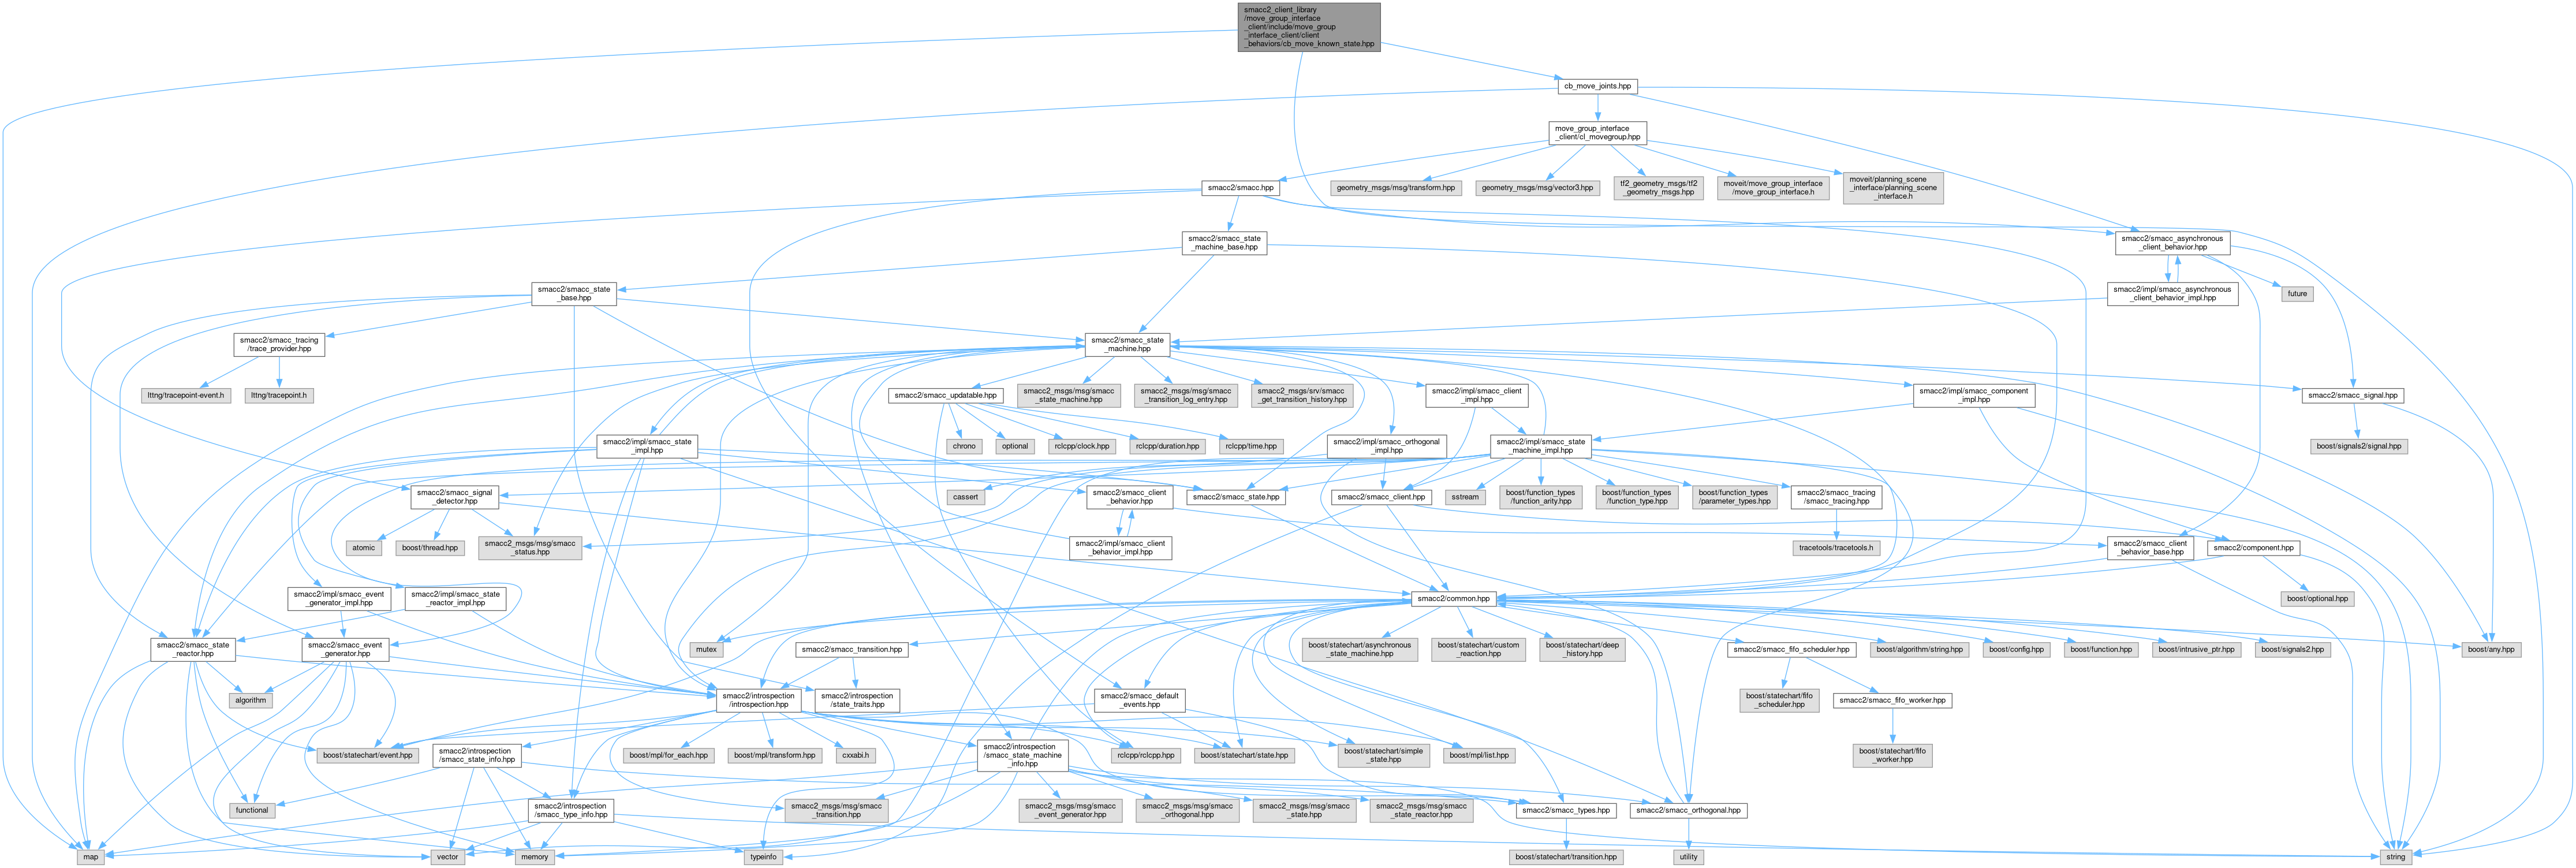 smacc2_client_library
/move_group_interface
_client/include/move_group
_interface_client/client
_behaviors/cb_move_known_state.hpp
cb_move_joints.hpp
move_group_interface
_client/cl_movegroup.hpp
smacc2/smacc.hpp
geometry_msgs/msg/transform.hpp
geometry_msgs/msg/vector3.hpp
tf2_geometry_msgs/tf2
_geometry_msgs.hpp
moveit/move_group_interface
/move_group_interface.h
moveit/planning_scene
_interface/planning_scene
_interface.h
smacc2/smacc_state
_machine_base.hpp
smacc2/smacc_asynchronous
_client_behavior.hpp
smacc2/smacc_state
_base.hpp
smacc2/impl/smacc_asynchronous
_client_behavior_impl.hpp
future
smacc2/smacc_tracing
/trace_provider.hpp
smacc2/smacc_state
_machine.hpp
lttng/tracepoint-event.h
lttng/tracepoint.h
smacc2/smacc_updatable.hpp
smacc2_msgs/msg/smacc
_state_machine.hpp
smacc2_msgs/msg/smacc
_transition_log_entry.hpp
smacc2_msgs/srv/smacc
_get_transition_history.hpp
smacc2/impl/smacc_client
_impl.hpp
smacc2/impl/smacc_component
_impl.hpp
smacc2/smacc_signal.hpp
smacc2/impl/smacc_state
_impl.hpp
chrono
optional
rclcpp/clock.hpp
rclcpp/duration.hpp
rclcpp/time.hpp
smacc2/impl/smacc_orthogonal
_impl.hpp
smacc2/impl/smacc_state
_machine_impl.hpp
boost/signals2/signal.hpp
smacc2/smacc_signal
_detector.hpp
smacc2/smacc_client
_behavior.hpp
cassert
smacc2/smacc_state.hpp
smacc2/smacc_client.hpp
sstream
boost/function_types
/function_arity.hpp
boost/function_types
/function_type.hpp
boost/function_types
/parameter_types.hpp
smacc2/smacc_tracing
/smacc_tracing.hpp
atomic
boost/thread.hpp
smacc2_msgs/msg/smacc
_status.hpp
smacc2/impl/smacc_client
_behavior_impl.hpp
tracetools/tracetools.h
smacc2/smacc_client
_behavior_base.hpp
smacc2/component.hpp
smacc2/impl/smacc_event
_generator_impl.hpp
smacc2/impl/smacc_state
_reactor_impl.hpp
smacc2/common.hpp
boost/optional.hpp
smacc2/smacc_state
_reactor.hpp
smacc2/smacc_event
_generator.hpp
mutex
smacc2/smacc_transition.hpp
boost/statechart/asynchronous
_state_machine.hpp
boost/statechart/custom
_reaction.hpp
boost/statechart/deep
_history.hpp
smacc2/smacc_fifo_scheduler.hpp
boost/algorithm/string.hpp
boost/config.hpp
boost/function.hpp
boost/intrusive_ptr.hpp
boost/signals2.hpp
boost/any.hpp
algorithm
smacc2/introspection
/introspection.hpp
smacc2/introspection
/state_traits.hpp
smacc2/smacc_default
_events.hpp
boost/statechart/fifo
_scheduler.hpp
smacc2/smacc_fifo_worker.hpp
boost/statechart/event.hpp
smacc2/introspection
/smacc_state_info.hpp
boost/mpl/for_each.hpp
boost/mpl/transform.hpp
cxxabi.h
smacc2/introspection
/smacc_state_machine
_info.hpp
rclcpp/rclcpp.hpp
boost/statechart/state.hpp
boost/statechart/simple
_state.hpp
boost/mpl/list.hpp
boost/statechart/fifo
_worker.hpp
functional
smacc2/introspection
/smacc_type_info.hpp
smacc2_msgs/msg/smacc
_transition.hpp
smacc2_msgs/msg/smacc
_event_generator.hpp
smacc2_msgs/msg/smacc
_orthogonal.hpp
smacc2_msgs/msg/smacc
_state.hpp
smacc2_msgs/msg/smacc
_state_reactor.hpp
smacc2/smacc_types.hpp
smacc2/smacc_orthogonal.hpp
map
vector
memory
typeinfo
boost/statechart/transition.hpp
utility
string